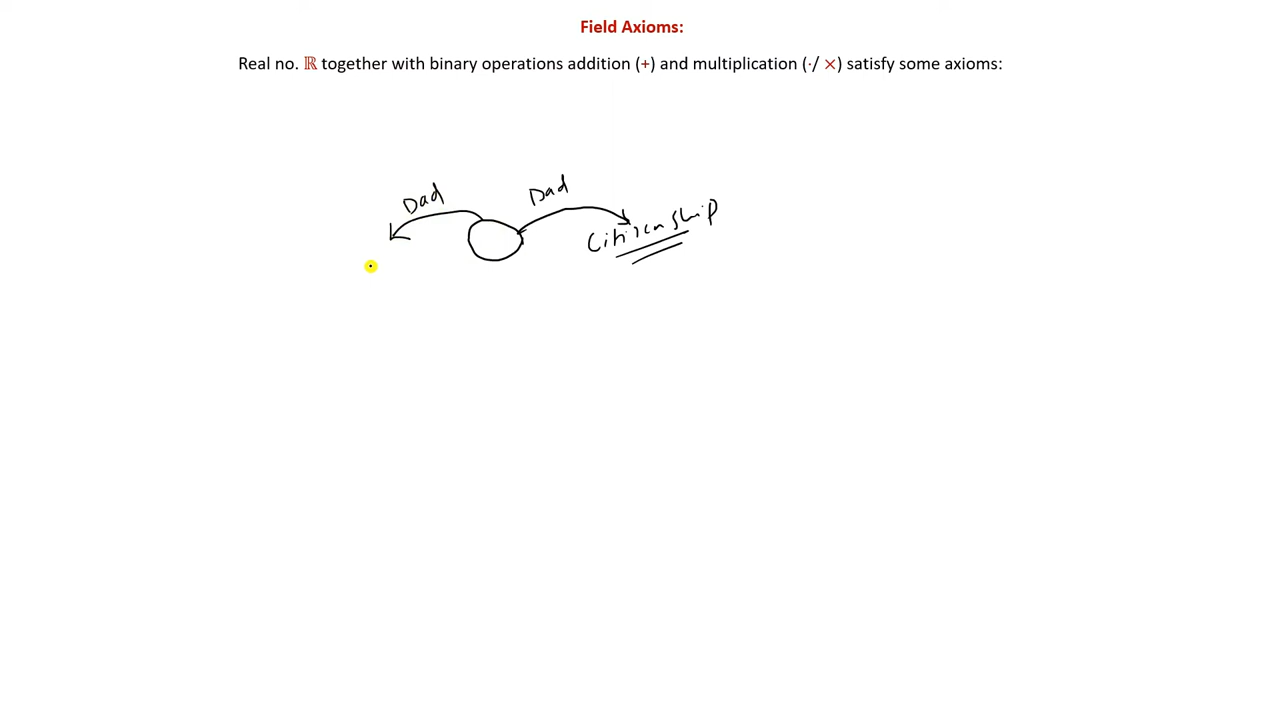 Field Axioms:
Real no. ℝ together with binary operations addition (+) and multiplication (·/ ×) satisfy some axioms:
Dad
Dad
Citizenship